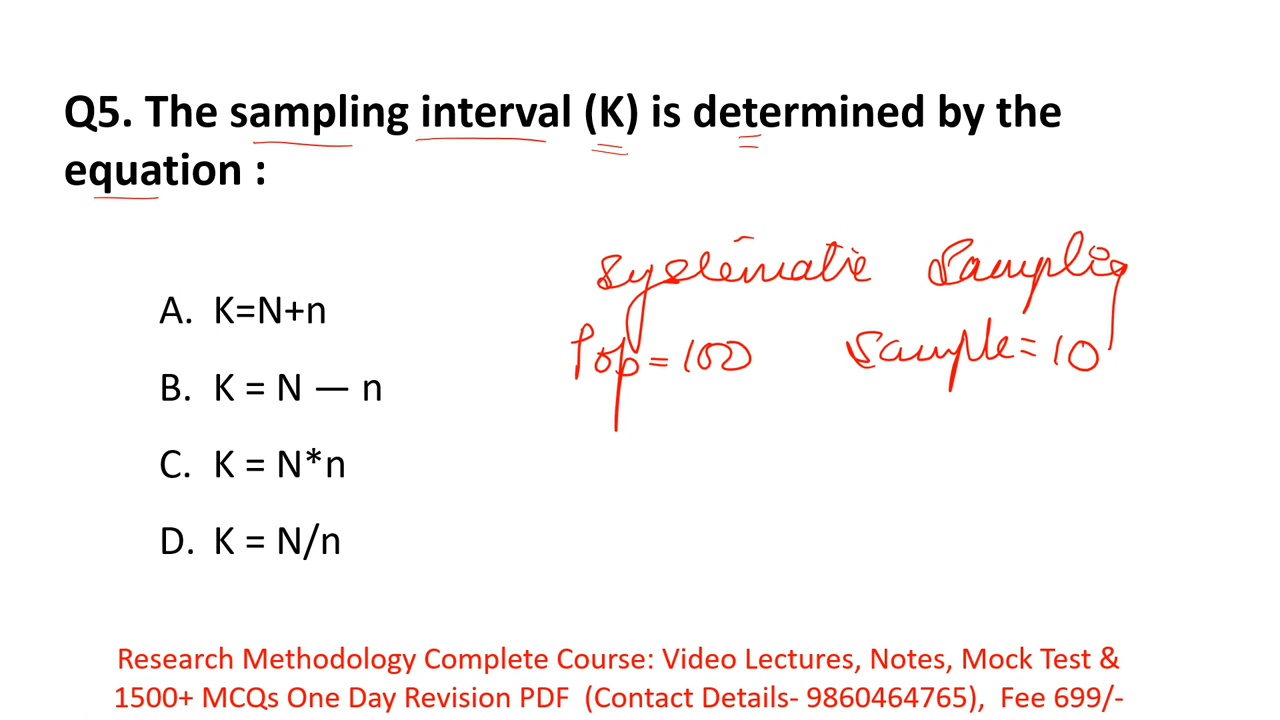 Q5. The sampling interval (K) is determined by the
equation :
Systematic Sampling
A. K=N+n
Pop = 100 Sample = 10
B. K = N — n
C. K = N*n
D. K = N/n
Research Methodology Complete Course: Video Lectures, Notes, Mock Test &
1500+ MCQs One Day Revision PDF (Contact Details- 9860464765), Fee 699/-